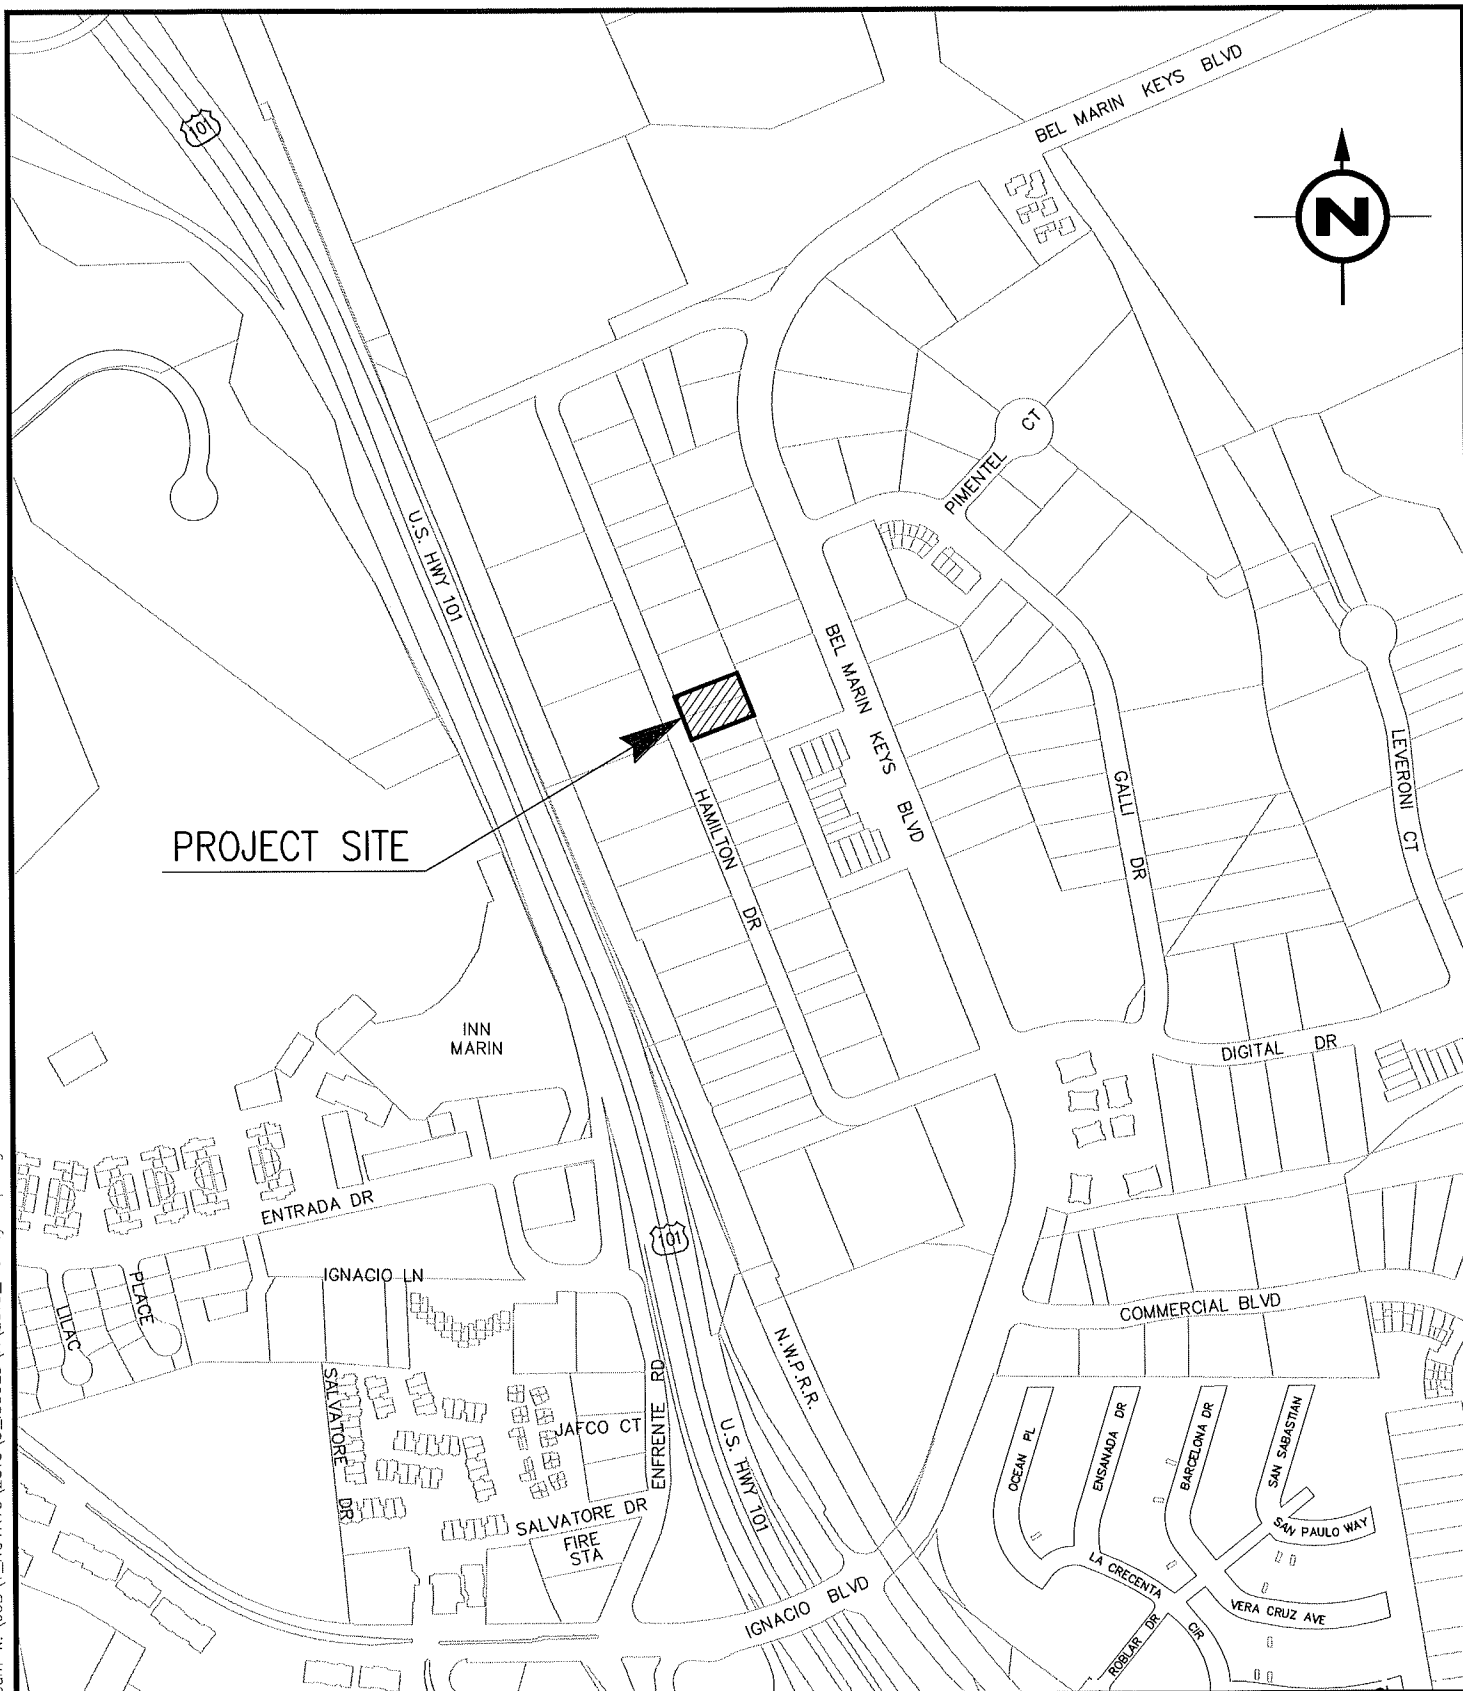 BEL MARIN KEYS BLVD
101
N
CT
PIMENTEL
U.S. HWY 101
BEL MARIN KEYS BLVD
LEVERONI CT
GALLI DR
HAMILTON DR
PROJECT SITE
INN
MARIN
DIGITAL DR
ENTRADA DR
101
IGNACIO LN
PLACE
LILAC
COMMERCIAL BLVD
N.W.P.R.R.
SALVATORE DR
JAFCO CT
ENFRENTE RD
U.S. HWY 101
OCEAN PL
ENSANADA DR
BARCELONA DR
SAN SABASTIAN
SALVATORE DR
FIRE
STA
SAN PAULO WAY
LA CRECENTA
CIR
IGNACIO BLVD
VERA CRUZ AVE
ROBLAR DR